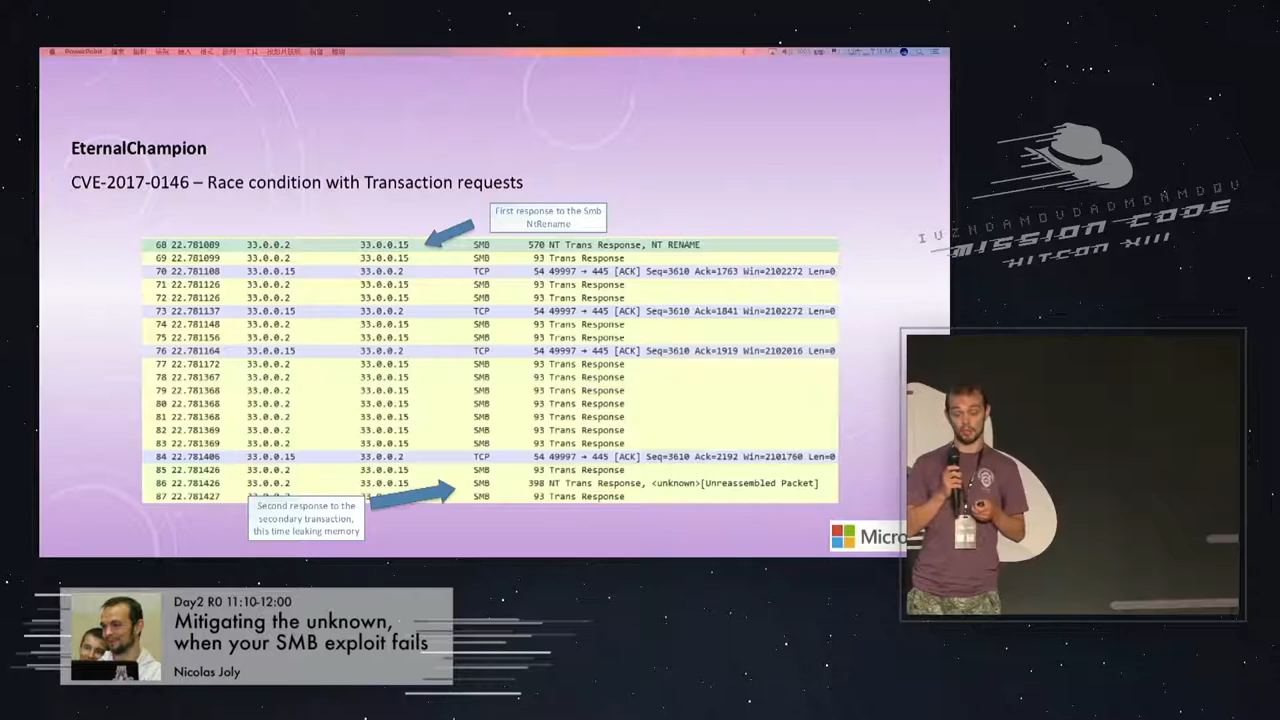 PowerPoint
EternalChampion
CVE-2017-0146 – Race condition with Transaction requests
First response to the Smb
NtRename
68 22.781089 33.0.0.2 33.0.0.15 SMB 570 NT Trans Response, NT RENAME
69 22.781099 33.0.0.2 33.0.0.15 SMB 93 Trans Response
70 22.781108 33.0.0.15 33.0.0.2 TCP 54 49997 → 445 [ACK] Seq=3610 Ack=1763 Win=2102272 Len=0
71 22.781126 33.0.0.2 33.0.0.15 SMB 93 Trans Response
72 22.781126 33.0.0.2 33.0.0.15 SMB 93 Trans Response
73 22.781137 33.0.0.15 33.0.0.2 TCP 54 49997 → 445 [ACK] Seq=3610 Ack=1841 Win=2102272 Len=0
74 22.781148 33.0.0.2 33.0.0.15 SMB 93 Trans Response
75 22.781156 33.0.0.2 33.0.0.15 SMB 93 Trans Response
76 22.781164 33.0.0.15 33.0.0.2 TCP 54 49997 → 445 [ACK] Seq=3610 Ack=1919 Win=2102016 Len=0
77 22.781172 33.0.0.2 33.0.0.15 SMB 93 Trans Response
78 22.781367 33.0.0.2 33.0.0.15 SMB 93 Trans Response
79 22.781368 33.0.0.2 33.0.0.15 SMB 93 Trans Response
80 22.781368 33.0.0.2 33.0.0.15 SMB 93 Trans Response
81 22.781368 33.0.0.2 33.0.0.15 SMB 93 Trans Response
82 22.781369 33.0.0.2 33.0.0.15 SMB 93 Trans Response
83 22.781369 33.0.0.2 33.0.0.15 SMB 93 Trans Response
84 22.781406 33.0.0.15 33.0.0.2 TCP 54 49997 → 445 [ACK] Seq=3610 Ack=2192 Win=2101760 Len=0
85 22.781426 33.0.0.2 33.0.0.15 SMB 93 Trans Response
86 22.781426 33.0.0.2 33.0.0.15 SMB 398 NT Trans Response, <unknown>[Unreassembled Packet]
87 22.781427 33.0.0.2 33.0.0.15 SMB 93 Trans Response
Second response to the
secondary transaction,
this time leaking memory
Micro
MISSION CODE
HITCON XIII
Day2 R0 11:10-12:00
Mitigating the unknown,
when your SMB exploit fails
Nicolas Joly